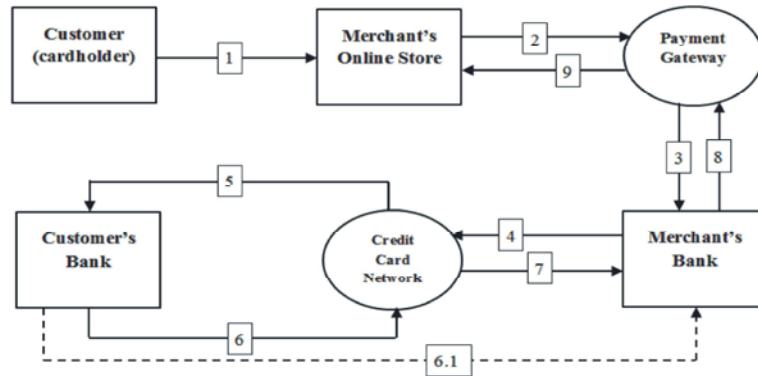 Customer
(cardholder)
1
Merchant's
Online Store
2
9
Payment
Gateway
3
8
5
Customer's
Bank
Credit
Card
Network
4
7
Merchant's
Bank
6
6.1